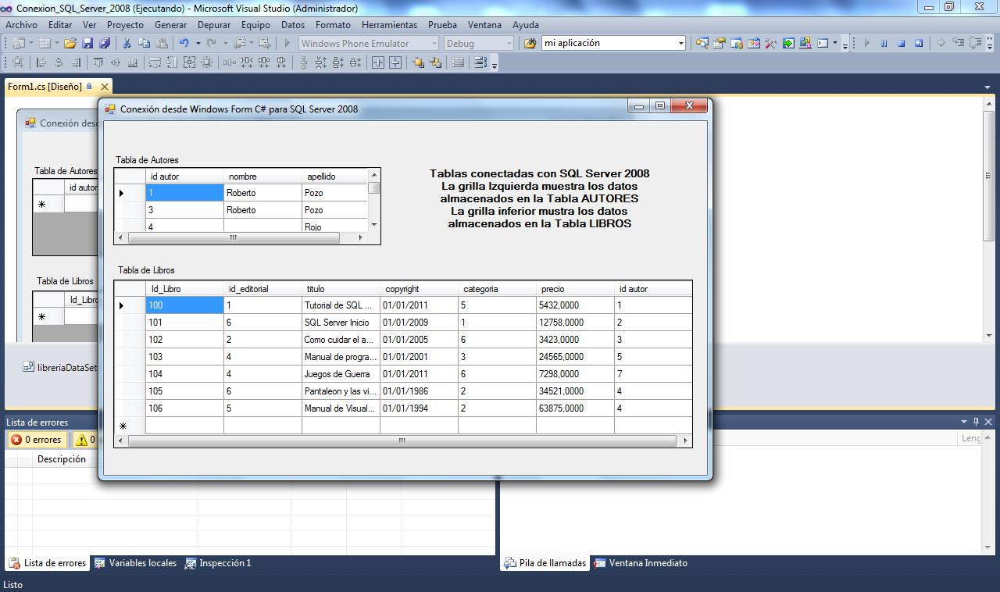 Conexion_SQL_Server_2008 (Ejecutando) - Microsoft Visual Studio (Administrador)
Archivo Editar Ver Proyecto Generar Depurar Equipo Datos Formato Herramientas Prueba Ventana Ayuda
Windows Phone Emulator Debug mi aplicación
Form1.cs [Diseño]
Conexión desde Windows Form C# para SQL Server 2008
Conexión des
Tabla de Autores
id autor nombre apellido
1 Roberto Pozo
3 Roberto Pozo
4 Rojo
Tablas conectadas con SQL Server 2008
La grilla Izquierda muestra los datos
almacenados en la Tabla AUTORES
La grilla inferior mustra los datos
almacenados en la Tabla LIBROS
Tabla de Autores
id autor
Tabla de Libros
Id_Libro id_editorial titulo copyright categoria precio id autor
100 1 Tutorial de SQL ... 01/01/2011 5 5432,0000 1
101 6 SQL Server Inicio 01/01/2009 1 12758,0000 2
102 2 Como cuidar el a... 01/01/2005 6 3423,0000 3
103 4 Manual de progra... 01/01/2001 3 24565,0000 5
104 4 Juegos de Guerra 01/01/2011 6 7298,0000 7
105 6 Pantaleon y las vi... 01/01/1986 2 34521,0000 4
106 5 Manual de Visual... 01/01/1994 2 63875,0000 4
Tabla de Libros
Id_Libro
libreriaDataSet
Lista de errores
0 errores 0
Descripción
Leng
Lista de errores Variables locales Inspección 1
Pila de llamadas Ventana Inmediato
Listo